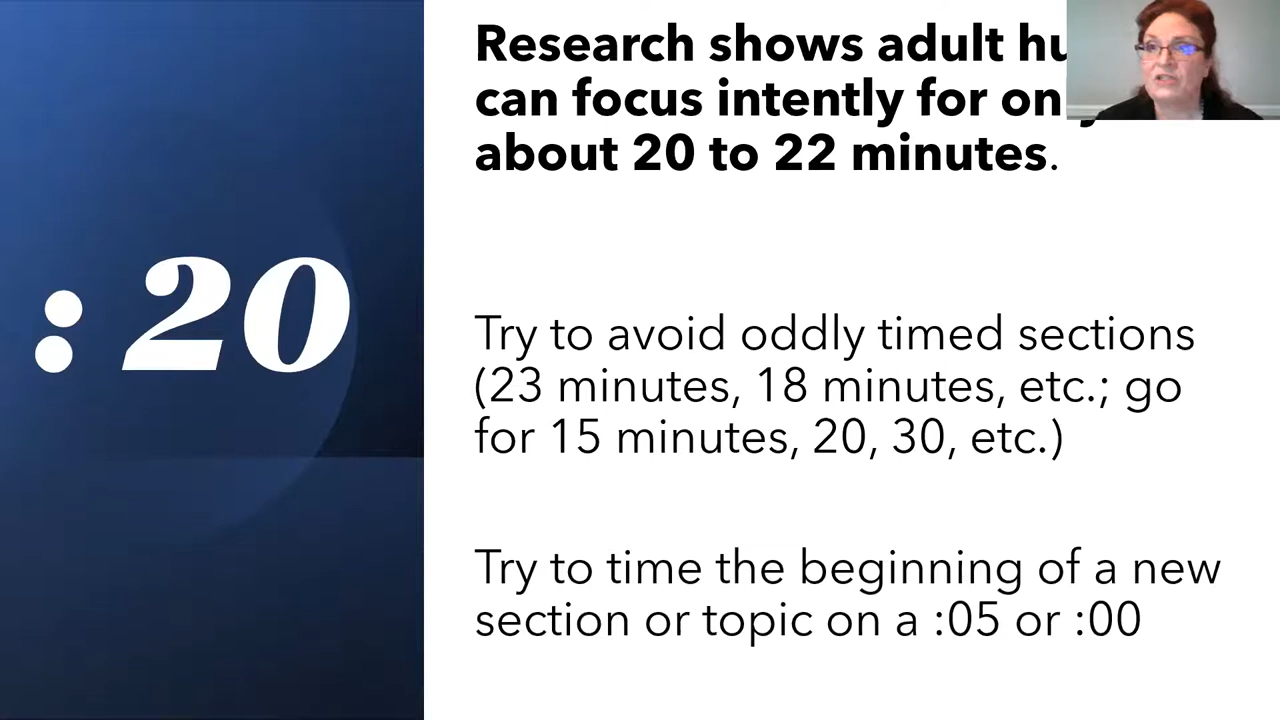 : 20
Research shows adult
can focus intently for
about 20 to 22 minutes.
Try to avoid oddly timed sections
(23 minutes, 18 minutes, etc.; go
for 15 minutes, 20, 30, etc.)
Try to time the beginning of a new
section or topic on a :05 or :00